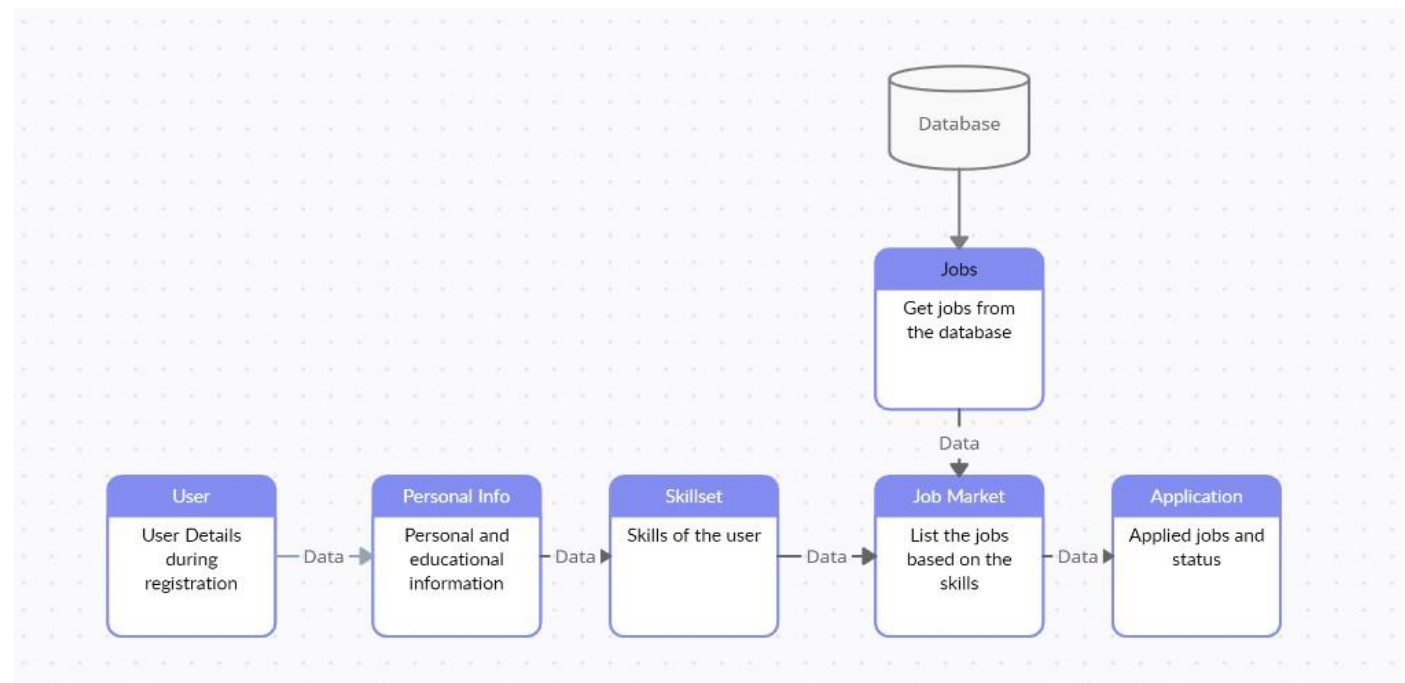 Database
Jobs
Get jobs from
the database
Data
User
User Details
during
registration
Data
Personal Info
Personal and
educational
information
Data
Skillset
Skills of the user
Data
Job Market
List the jobs
based on the
skills
Data
Application
Applied jobs and
status